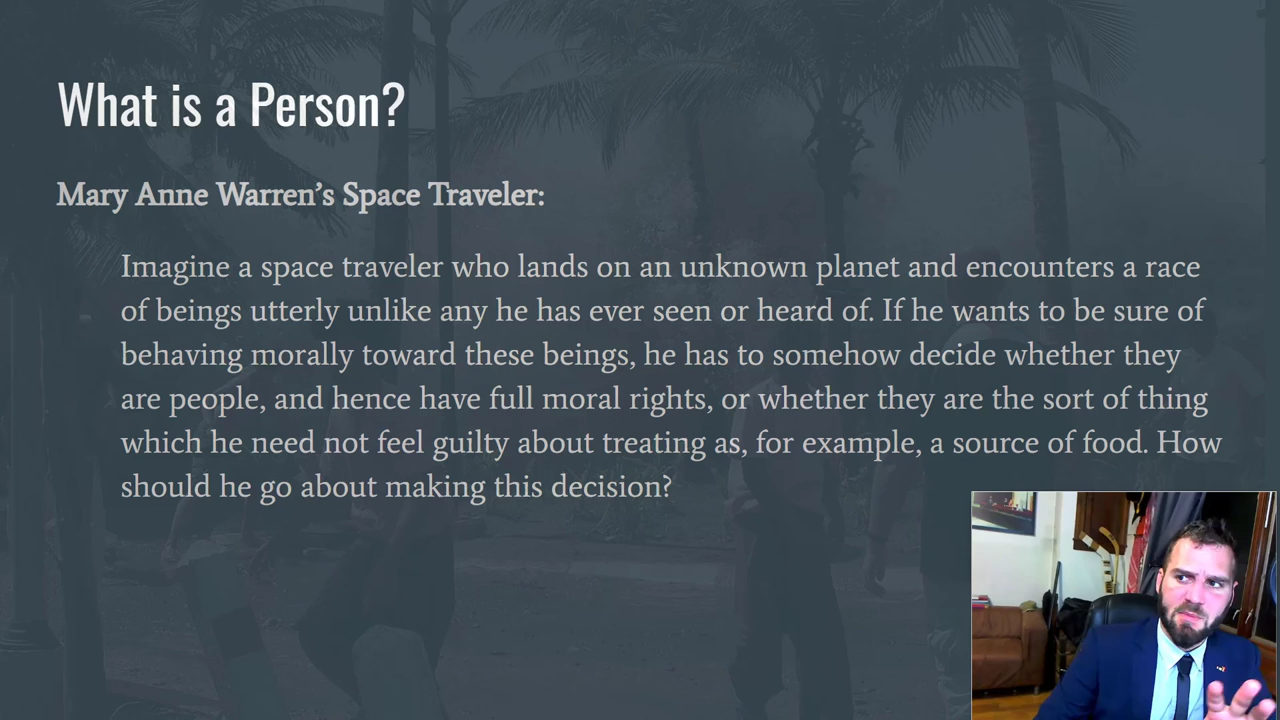 What is a Person?
Mary Anne Warren’s Space Traveler:
Imagine a space traveler who lands on an unknown planet and encounters a race
of beings utterly unlike any he has ever seen or heard of. If he wants to be sure of
behaving morally toward these beings, he has to somehow decide whether they
are people, and hence have full moral rights, or whether they are the sort of thing
which he need not feel guilty about treating as, for example, a source of food. How
should he go about making this decision?